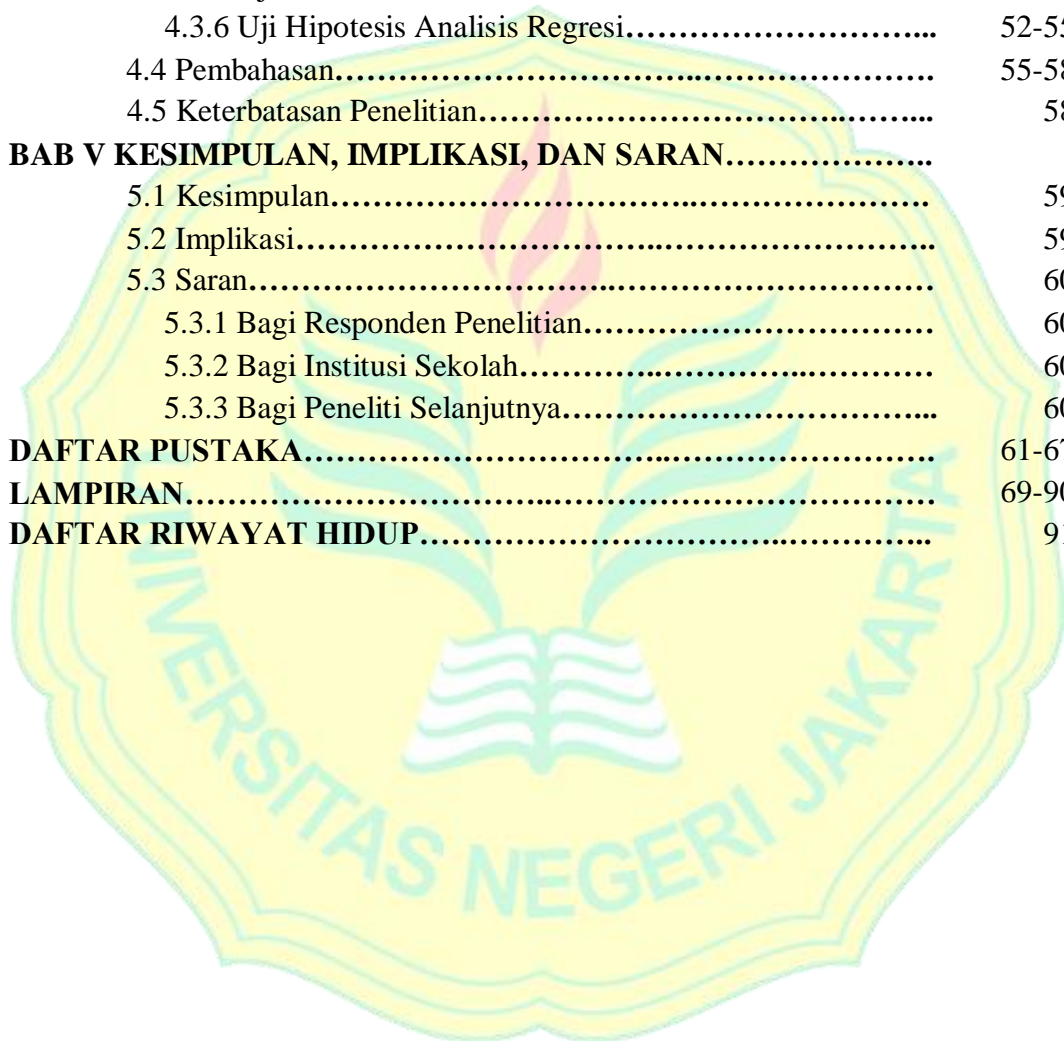 4.3.6 Uji Hipotesis Analisis Regresi………………………... 52-5
4.4 Pembahasan……………………………..…………………. 55-58
4.5 Keterbatasan Penelitian……………………………..……... 58
BAB V KESIMPULAN, IMPLIKASI, DAN SARAN………………..
5.1 Kesimpulan……………………………..…………………. 59
5.2 Implikasi……………………………..…………………….. 59
5.3 Saran……………………………..………………………… 60
5.3.1 Bagi Responden Penelitian…………………………… 60
5.3.2 Bagi Institusi Sekolah…………..…………..………… 60
5.3.3 Bagi Peneliti Selanjutnya……………………………... 60
DAFTAR PUSTAKA……………………………..……………………. 61-67
LAMPIRAN……………………………..……………………………… 69-90
DAFTAR RIWAYAT HIDUP……………………………..………….. 9
UNIVERSITAS NEGERI JAKARTA